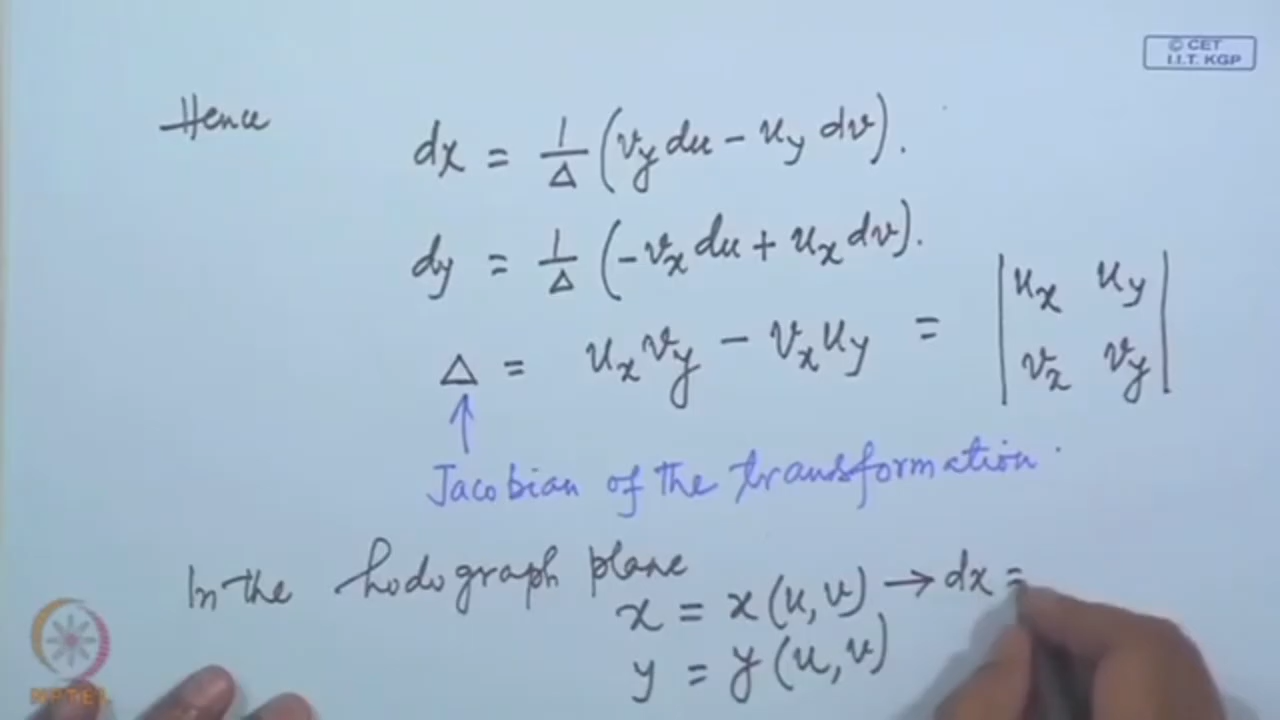 © CET
I.I.T. KGP
Hence dx = 1/Δ (v_y du - u_y dv).
dy = 1/Δ (-v_x du + u_x dv).
Δ = u_x v_y - v_x u_y = | u_x u_y |
| v_x v_y |
↑
Jacobian of the transformation.
In the hodograph plane
x = x(u,v) → dx =
y = y(u,v)
NPTEL